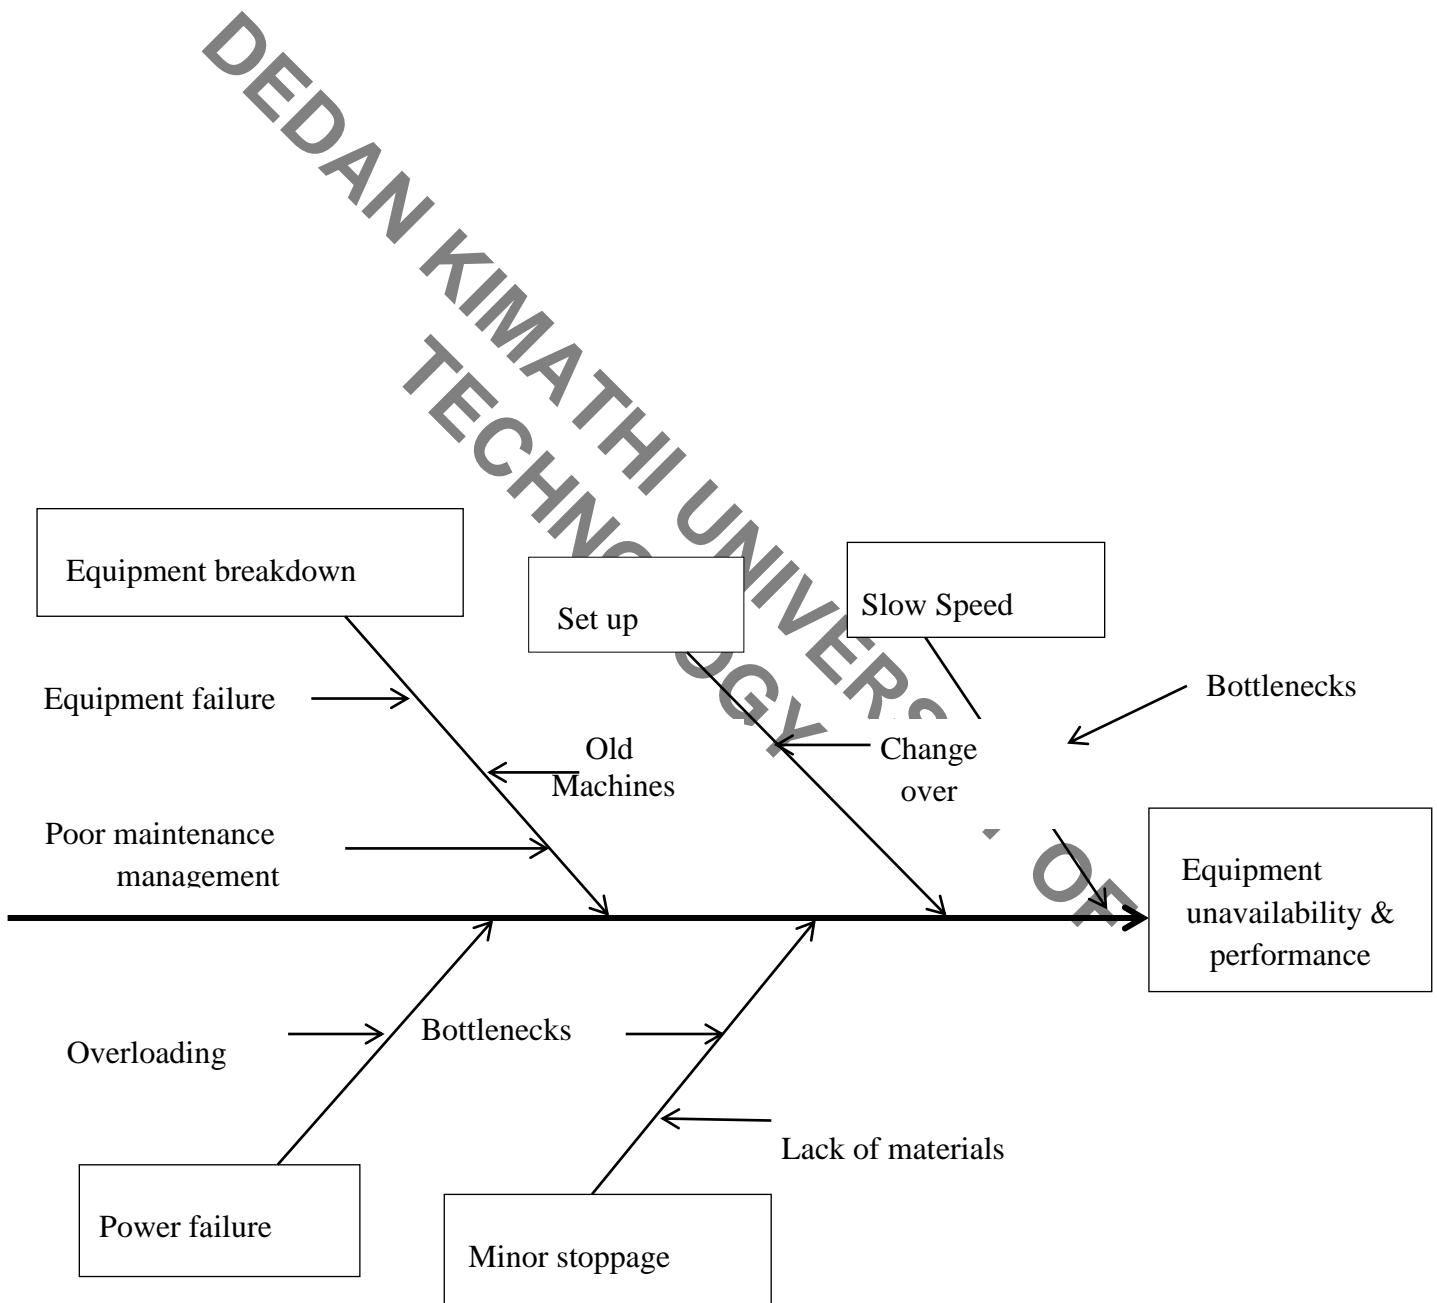 DEDAN KIMATHI UNIVERSITY OF
TECHNOLOGY
Equipment breakdown
Set up
Slow Speed
Equipment failure
Old
Machines
Change
over
Bottlenecks
Poor maintenance
management
Equipment
unavailability &
performance
Overloading
Bottlenecks
Lack of materials
Power failure
Minor stoppage